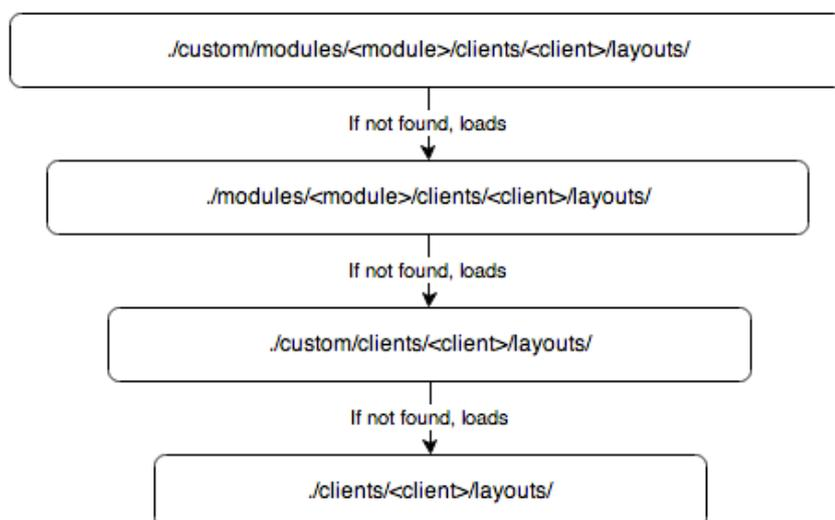 ./custom/modules/<module>/clients/<client>/layouts/
If not found, loads
./modules/<module>/clients/<client>/layouts/
If not found, loads
./custom/clients/<client>/layouts/
If not found, loads
./clients/<client>/layouts/